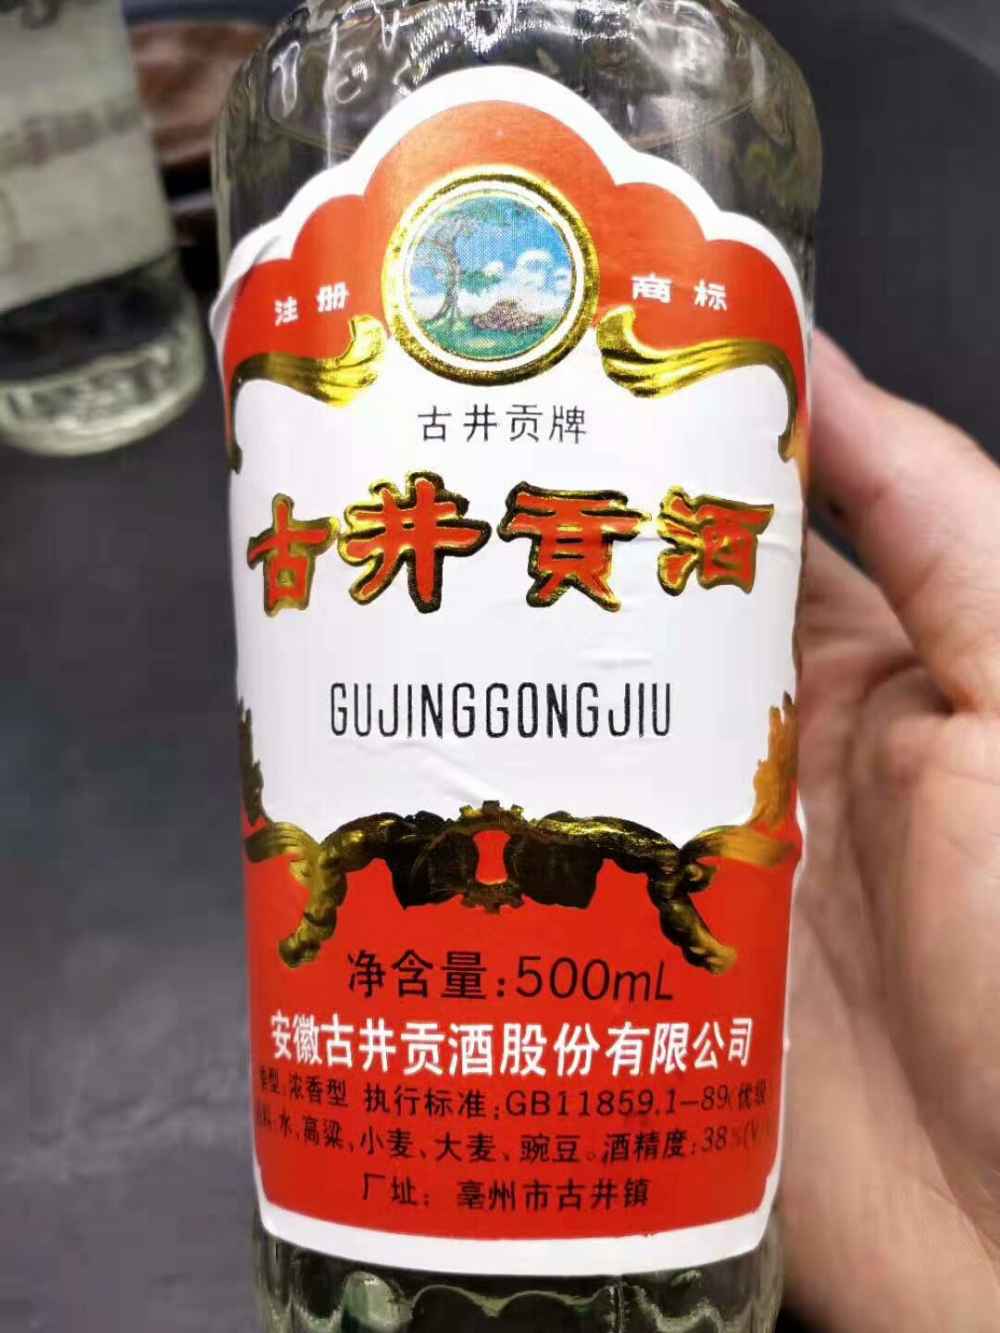 注册 商标
古井贡牌
古井贡酒
GUJINGGONGJIU
净含量:500mL
安徽古井贡酒股份有限公司
型:浓香型 执行标准:GB11859.1-89(优级
水、高粱、小麦、大麦、豌豆。酒精度:38%(V
厂址: 亳州市古井镇